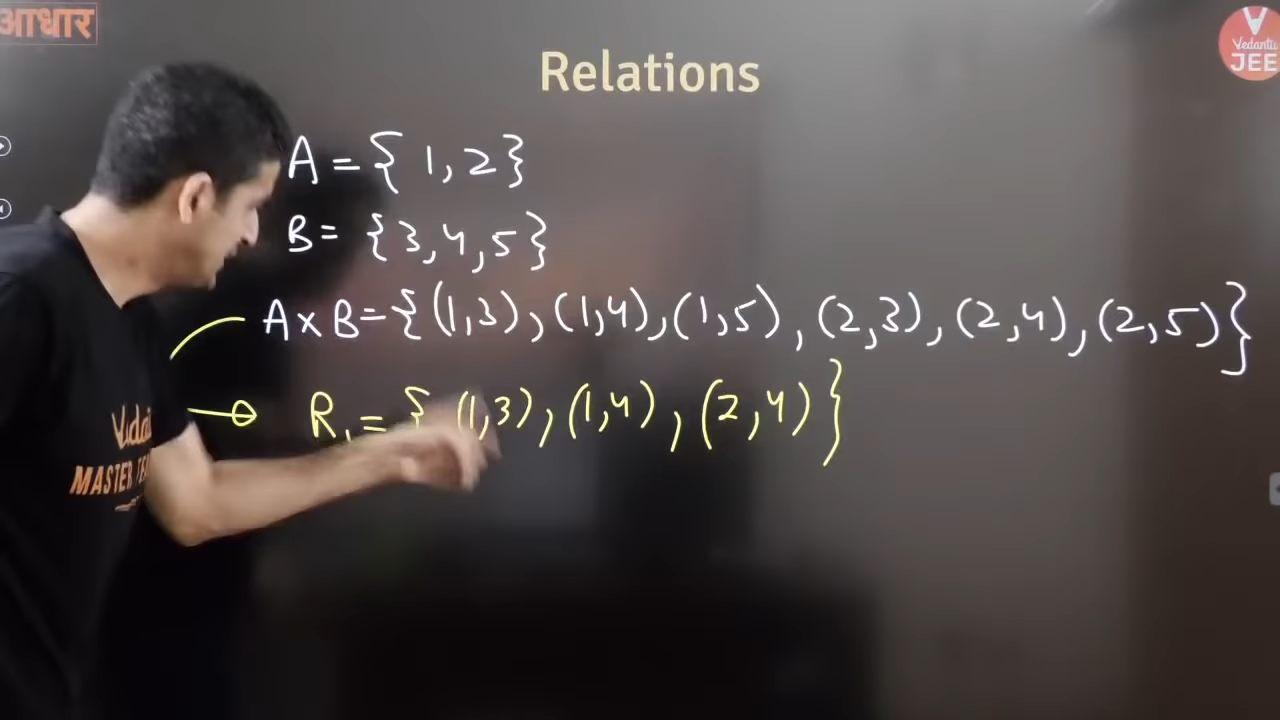 आधार
Vedantu
JEE
Relations
A = { 1, 2 }
B = {3, 4, 5}
A × B = {(1,3), (1,4), (1,5), (2,3), (2,4), (2,5)}
R₁ = { (1,3), (1,4), (2,4) }
MASTER